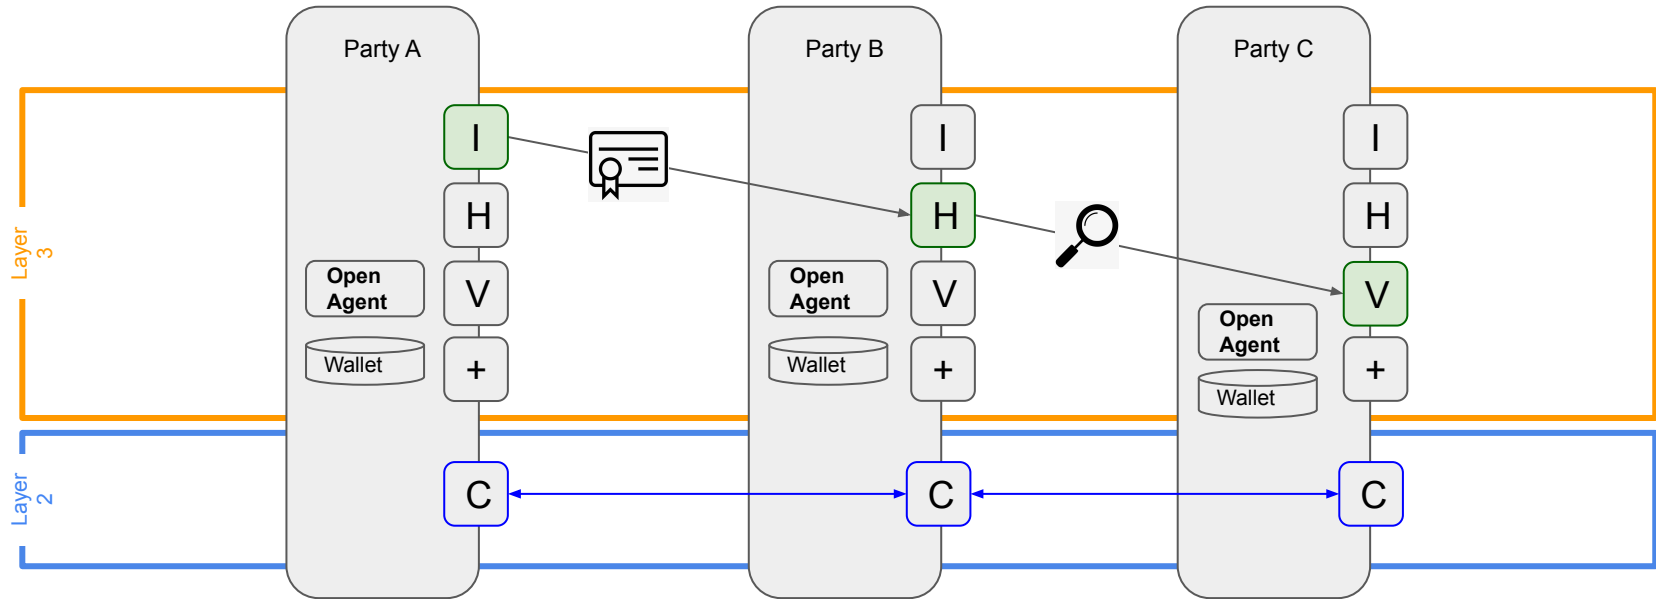 Party A
Party B
Party C
I
H
V
+
C
Open
Agent
Wallet
I
H
V
+
C
Open
Agent
Wallet
I
H
V
+
C
Open
Agent
Wallet
Layer
3
Layer
2